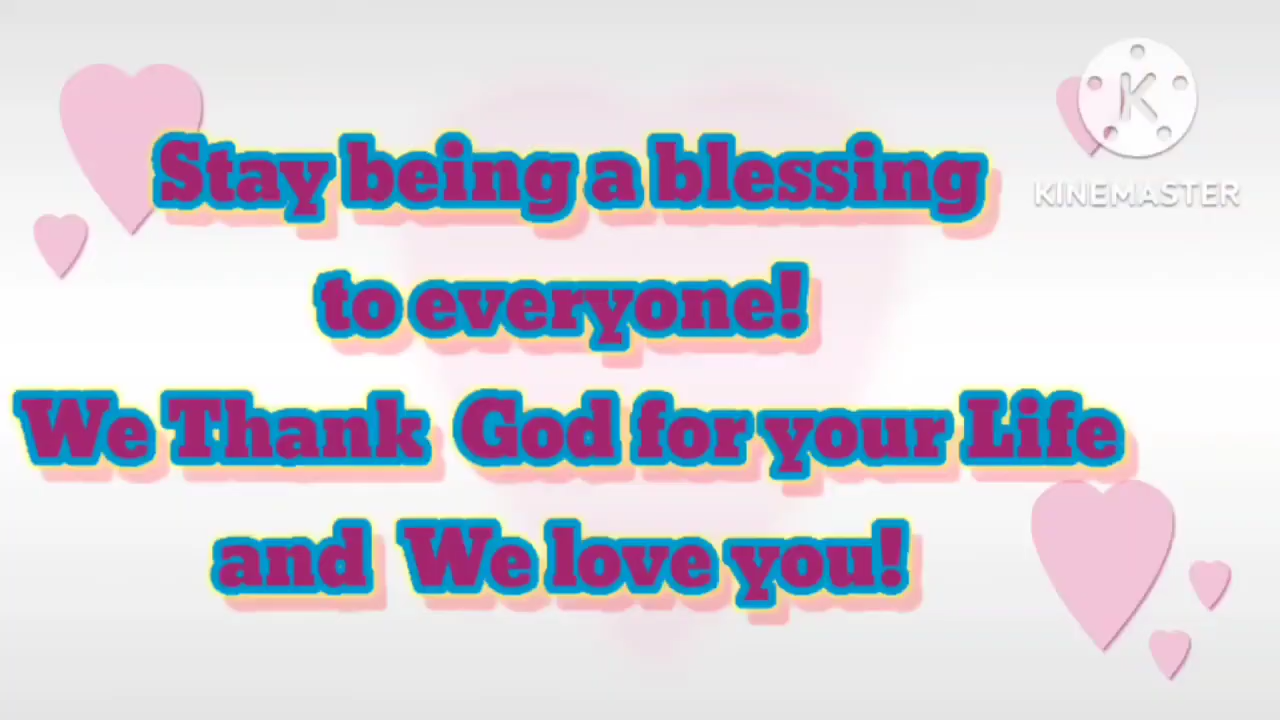 Stay being a blessing
to everyone!
We Thank God for your Life
and We love you!
K
KINEMASTER